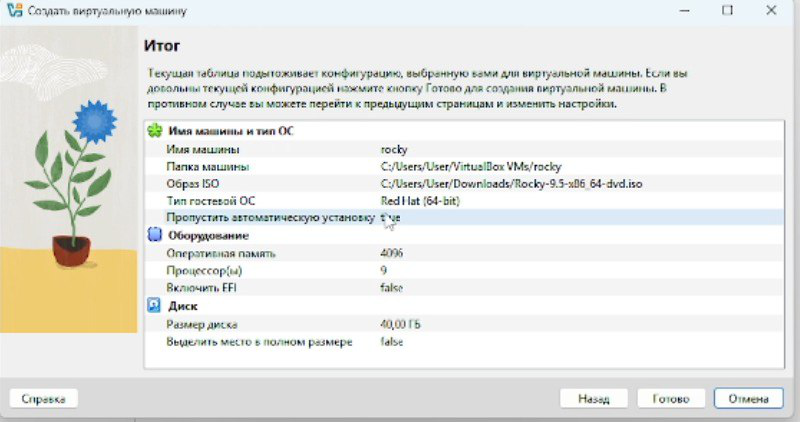 Создать виртуальную машину
Итог
Текущая таблица подытоживает конфигурацию, выбранную вами для виртуальной машины. Если вы
довольны текущей конфигурацией нажмите кнопку Готово для создания виртуальной машины. В
противном случае вы можете перейти к предыдущим страницам и изменить настройки.
Имя машины и тип ОС
Имя машины rocky
Папка машины C:/Users/User/VirtualBox VMs/rocky
Образ ISO C:/Users/User/Downloads/Rocky-9.5-x86_64-dvd.iso
Тип гостевой ОС Red Hat (64-bit)
Пропустить автоматическую установку true
Оборудование
Оперативная память 4096
Процессор(ы) 9
Включить EFI false
Диск
Размер диска 40,00 ГБ
Выделить место в полном размере false
Справка Назад Готово Отмена